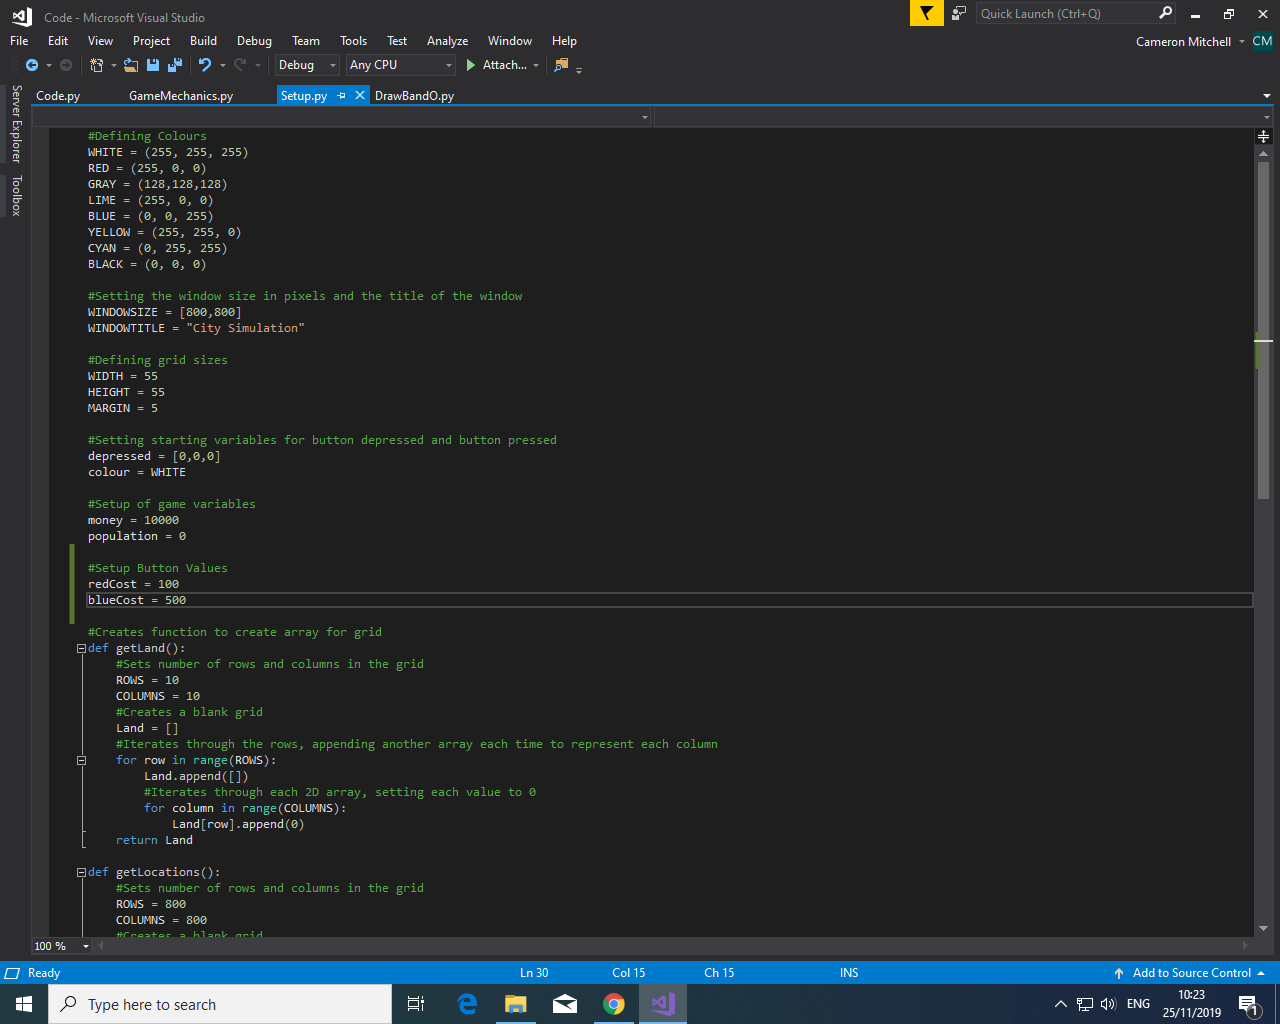 Code - Microsoft Visual Studio
Quick Launch (Ctrl+Q)
File Edit View Project Build Debug Team Tools Test Analyze Window Help
Cameron Mitchell CM
Debug Any CPU Attach...
Server Explorer
Toolbox
Code.py GameMechanics.py Setup.py DrawBandO.py
#Defining Colours
WHITE = (255, 255, 255)
RED = (255, 0, 0)
GRAY = (128,128,128)
LIME = (255, 0, 0)
BLUE = (0, 0, 255)
YELLOW = (255, 255, 0)
CYAN = (0, 255, 255)
BLACK = (0, 0, 0)
#Setting the window size in pixels and the title of the window
WINDOWSIZE = [800,800]
WINDOWTITLE = "City Simulation"
#Defining grid sizes
WIDTH = 55
HEIGHT = 55
MARGIN = 5
#Setting starting variables for button depressed and button pressed
depressed = [0,0,0]
colour = WHITE
#Setup of game variables
money = 10000
population = 0
#Setup Button Values
redCost = 100
blueCost = 500
#Creates function to create array for grid
def getLand():
#Sets number of rows and columns in the grid
ROWS = 10
COLUMNS = 10
#Creates a blank grid
Land = []
#Iterates through the rows, appending another array each time to represent each column
for row in range(ROWS):
Land.append([])
#Iterates through each 2D array, setting each value to 0
for column in range(COLUMNS):
Land[row].append(0)
return Land
def getLocations():
#Sets number of rows and columns in the grid
ROWS = 800
COLUMNS = 800
#Creates a blank grid
100 %
Ready Ln 30 Col 15 Ch 15 INS Add to Source Control
Type here to search
ENG
10:23
25/11/2019
1